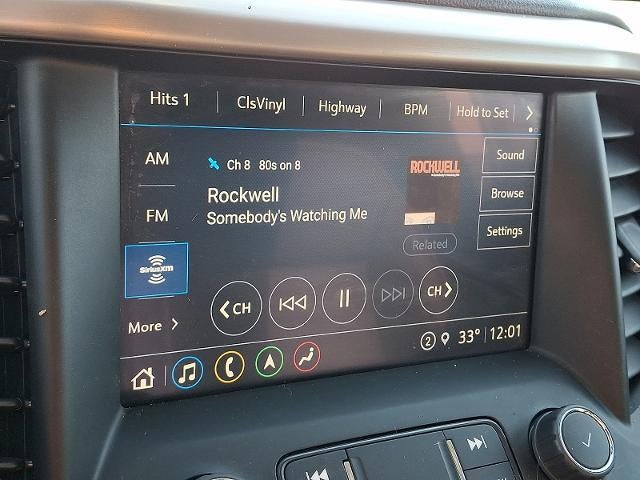 Hits 1 ClsVinyl Highway BPM Hold to Set
AM
Ch 8 80s on 8
ROCKWELL
Sound
Rockwell
Somebody's Watching Me
Browse
FM
Related
Settings
SiriusXM
CH CH
More
2 33° 12:01